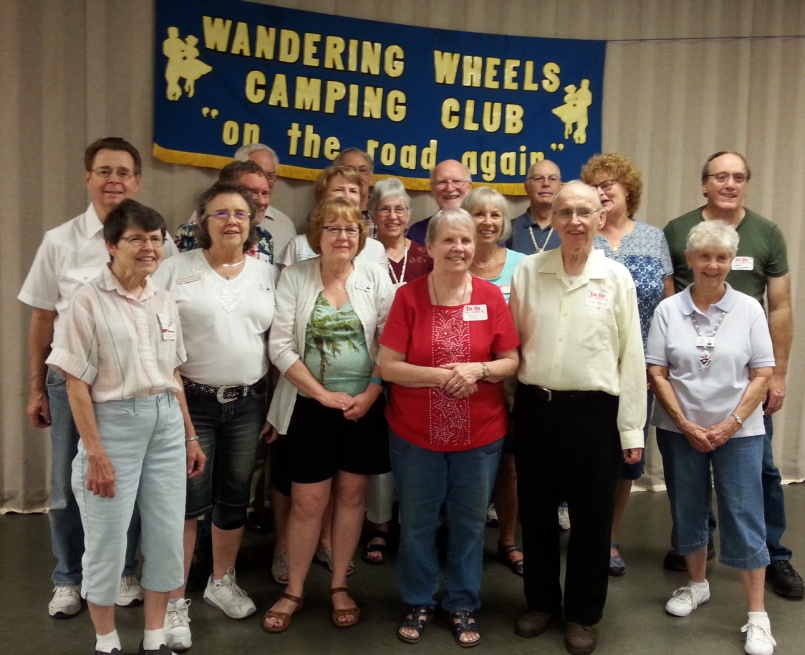 WANDERING WHEELS
CAMPING CLUB
"on the road again"